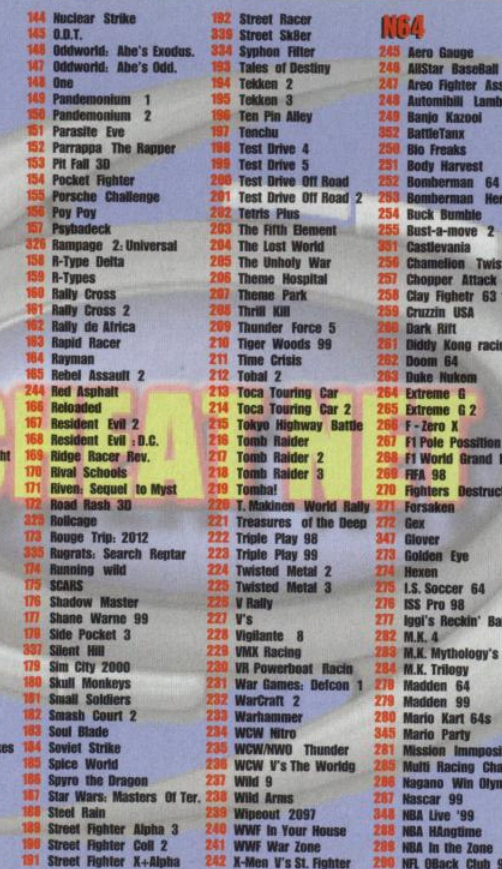 144 Nuclear Strike
145 O.D.T.
146 Oddworld: Abe's Exodus.
147 Oddworld: Abe's Odd.
148 One
149 Pandemonium 1
150 Pandemonium 2
151 Parasite Eve
152 Parrappa The Rapper
153 Pit Fall 3D
154 Pocket Fighter
155 Porsche Challenge
156 Poy Poy
157 Psybadeck
326 Rampage 2: Universal
158 R-Type Delta
159 R-Types
160 Rally Cross
161 Rally Cross 2
162 Rally de Africa
163 Rapid Racer
164 Rayman
165 Rebel Assault 2
244 Red Asphalt
166 Reloaded
167 Resident Evil 2
168 Resident Evil : D.C.
ht 169 Ridge Racer Rev.
170 Rival Schools
171 Riven: Sequel to Myst
172 Road Rash 3D
325 Rollcage
173 Rouge Trip: 2012
335 Rugrats: Search Reptar
174 Running wild
175 SCARS
176 Shadow Master
177 Shane Warne 99
178 Side Pocket 3
337 Silent Hill
179 Sim City 2000
180 Skull Monkeys
181 Small Soldiers
182 Smash Court 2
183 Soul Blade
kes 184 Soviet Strike
185 Spice World
186 Spyro the Dragon
187 Star Wars: Masters Of Ter.
188 Steel Rain
189 Street Fighter Alpha 3
190 Street Fighter Coll 2
191 Street Fighter X+Alpha
192 Street Racer
339 Street Sk8er
334 Syphon Filter
193 Tales of Destiny
194 Tekken 2
195 Tekken 3
196 Ten Pin Alley
197 Tenchu
198 Test Drive 4
199 Test Drive 5
200 Test Drive Off Road
201 Test Drive Off Road 2
202 Tetris Plus
203 The Fifth Element
204 The Lost World
205 The Unholy War
206 Theme Hospital
207 Theme Park
208 Thrill Kill
209 Thunder Force 5
210 Tiger Woods 99
211 Time Crisis
212 Tobal 2
213 Toca Touring Car
214 Toca Touring Car 2
215 Tokyo Highway Battle
216 Tomb Raider
217 Tomb Raider 2
218 Tomb Raider 3
219 Tomba!
220 T. Makinen World Rally
221 Treasures of the Deep
222 Triple Play 98
223 Triple Play 99
224 Twisted Metal 2
225 Twisted Metal 3
226 V Rally
227 V's
228 Vigilante 8
229 VMX Racing
230 VR Powerboat Racin
231 War Games: Defcon 1
232 WarCraft 2
233 Warhammer
234 WCW Nitro
235 WCW/NWO Thunder
236 WCW V's The Worldg
237 Wild 9
238 Wild Arms
239 Wipeout 2097
240 WWF In Your House
241 WWF War Zone
242 X-Men V's St. Fighter
N64
245 Aero Gauge
246 AllStar BaseBall
247 Areo Fighter Ass
248 Automibili Lamb
249 Banjo Kazooi
352 BattleTanx
250 Bio Freaks
251 Body Harvest
252 Bomberman 64
253 Bomberman Her
254 Buck Bumble
255 Bust-a-move 2
351 Castlevania
256 Chamelion Twis
257 Chopper Attack
258 Clay Fighetr 63
259 Cruzzin USA
260 Dark Rift
261 Diddy Kong racin
262 Doom 64
263 Duke Nukem
264 Extreme G
265 Extreme G 2
266 F - Zero X
267 F1 Pole Possition
268 F1 World Grand
269 FIFA 98
270 Fighters Destruc
271 Forsaken
272 Gex
347 Glover
273 Golden Eye
274 Hexen
275 I.S. Soccer 64
276 ISS Pro 98
277 Iggi's Reckin' Ba
282 M.K. 4
283 M.K. Mythology's
284 M.K. Trilogy
278 Madden 64
279 Madden 99
280 Mario Kart 64s
345 Mario Party
281 Mission Immposi
285 Multi Racing Cha
286 Nagano Win Olym
287 Nascar 99
348 NBA Live '99
288 NBA HAngtime
289 NBA In the Zone
290 NFL QBack Club 9
CHEATNET